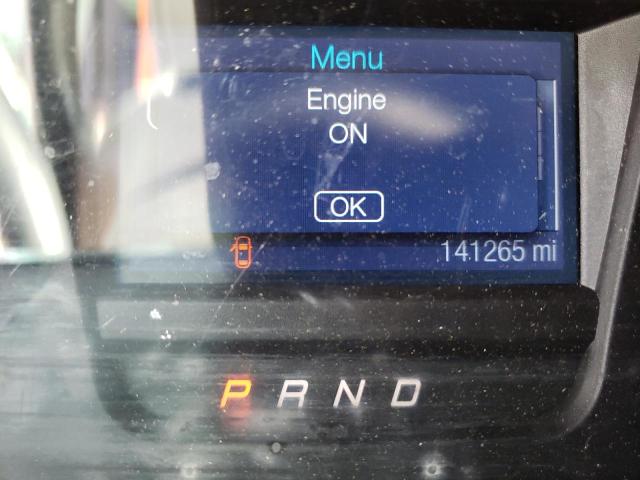 Menu
Engine
ON
OK
141265 mi
P R N D